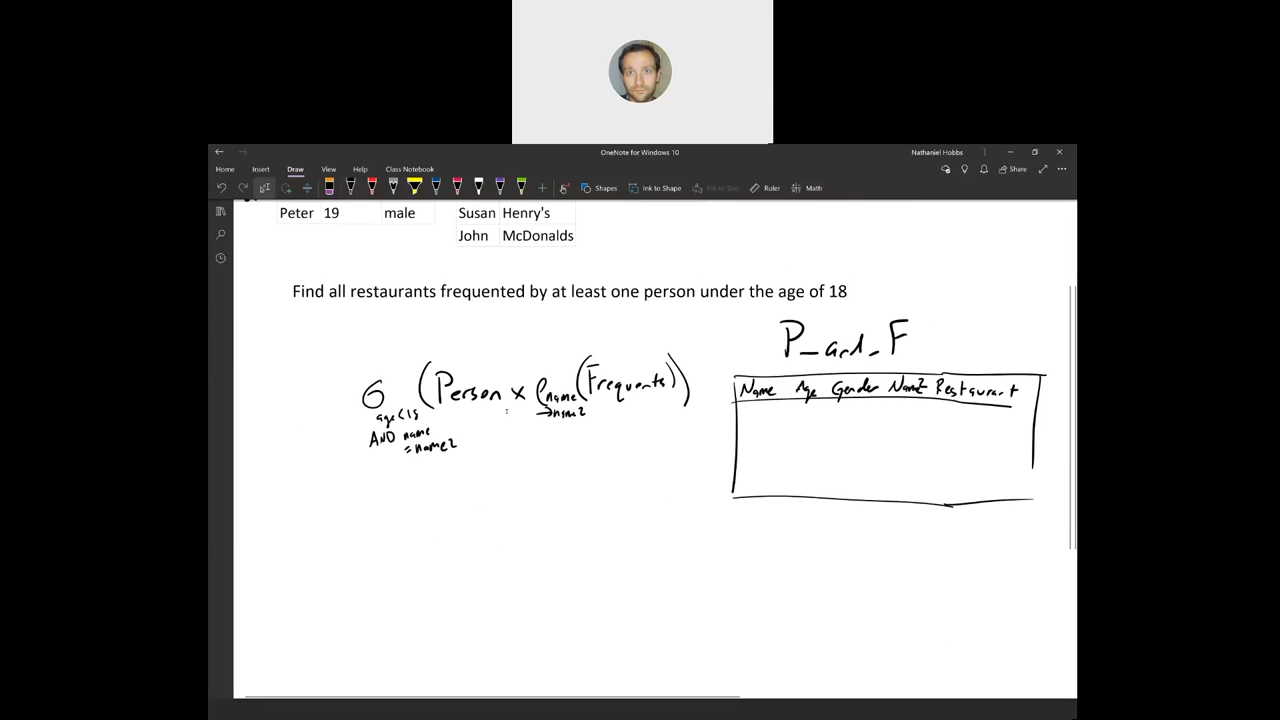 OneNote for Windows 10
Nathaniel Hobbs
Home Insert Draw View Help Class Notebook
Share
Shapes Ink to Shape Ink to Text Ruler Math
Peter 19 male
Susan Henry's
John McDonalds
Find all restaurants frequented by at least one person under the age of 18
P_and_F
σ (Person × ρ name (Frequents))
→name2
age<18
AND name
=name2
Name Age Gender Name2 Restaurant